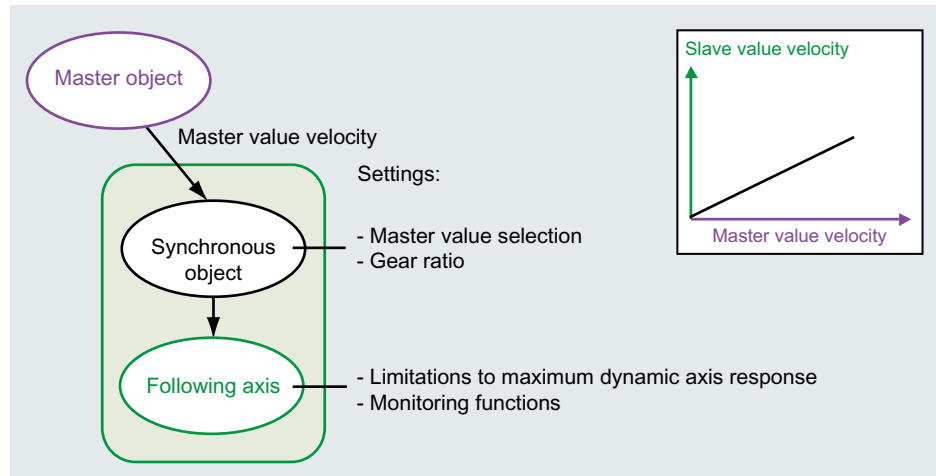 Master object
Master value velocity
Settings:
Synchronous
object
- Master value selection
- Gear ratio
Following axis
- Limitations to maximum dynamic axis response
- Monitoring functions
Slave value velocity
Master value velocity